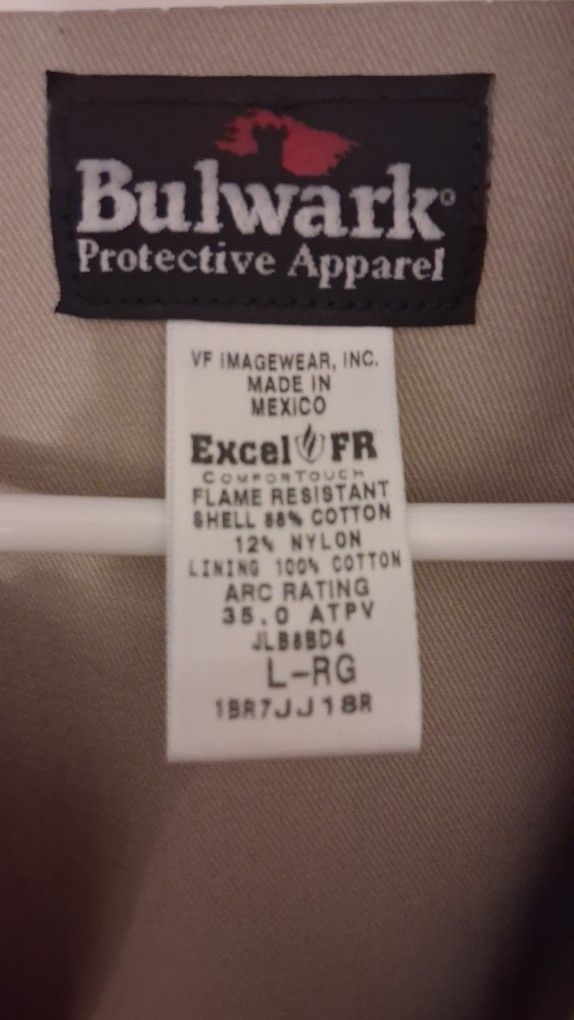 Bulwark®
Protective Apparel
VF IMAGEWEAR, INC.
MADE IN
MEXICO
Excel FR
COMFORTOUCH
FLAME RESISTANT
SHELL 88% COTTON
12% NYLON
LINING 100% COTTON
ARC RATING
35.0 ATPV
JLB8BD4
L-RG
1BR7JJ18R